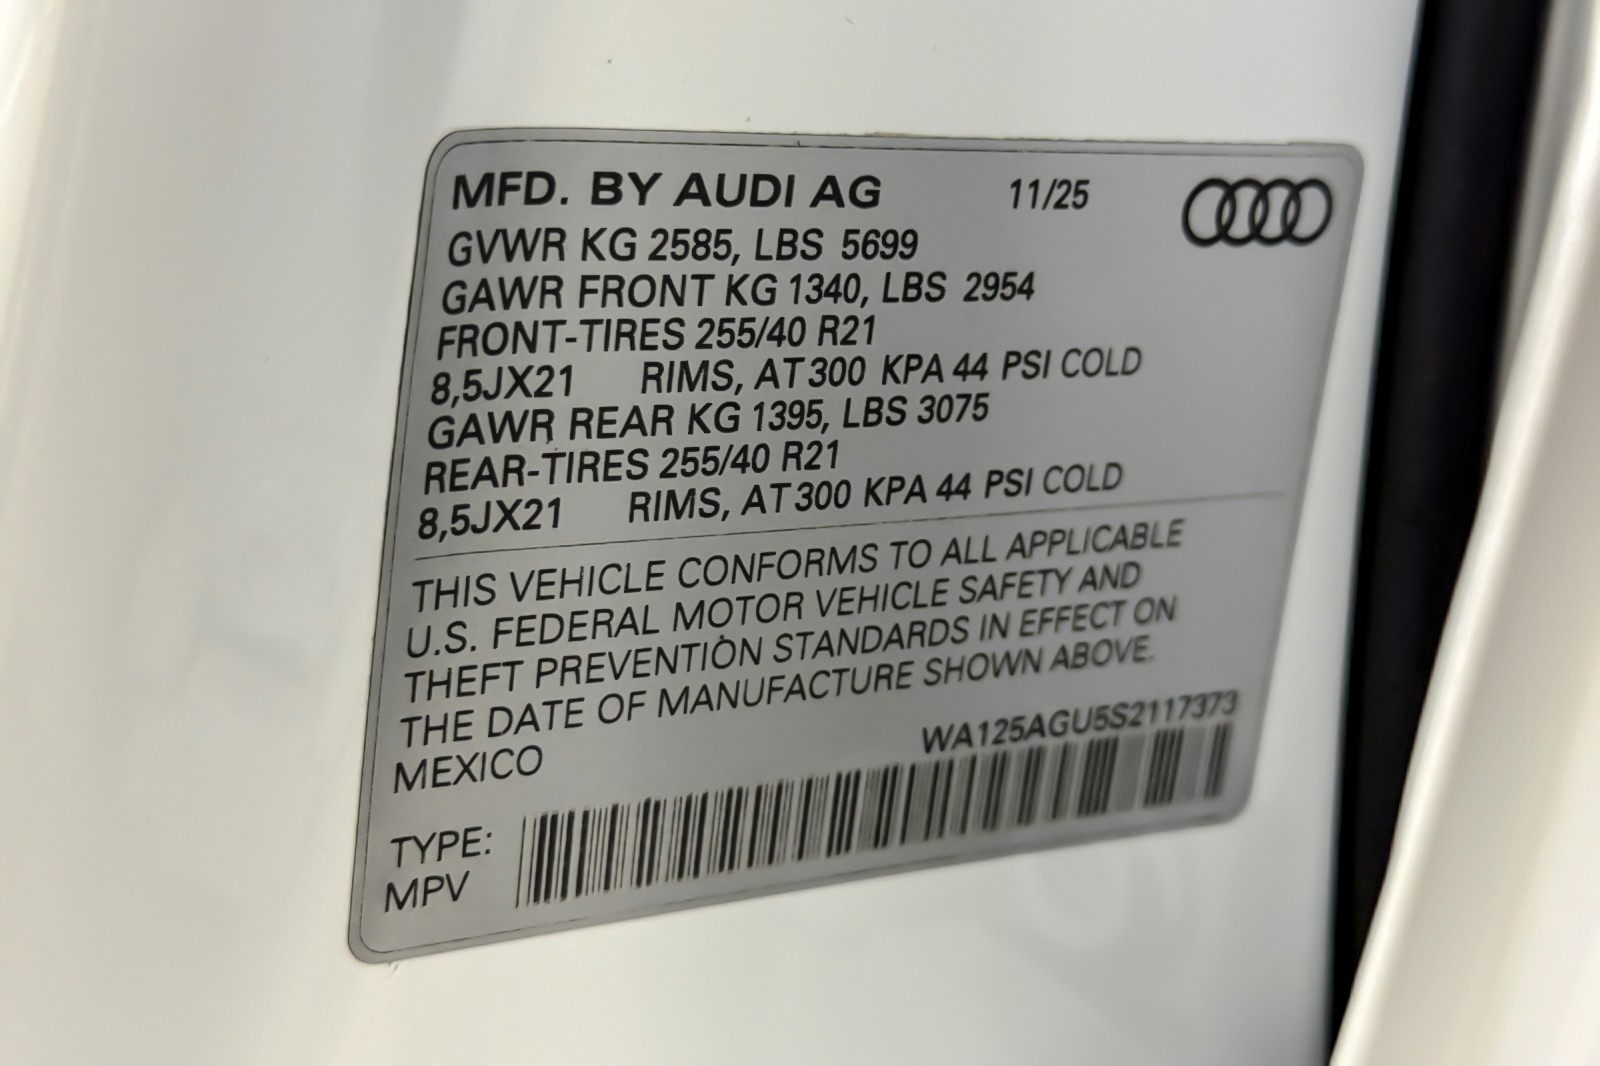 MFD. BY AUDI AG 11/25
GVWR KG 2585, LBS 5699
GAWR FRONT KG 1340, LBS 2954
FRONT-TIRES 255/40 R21
8,5JX21 RIMS, AT 300 KPA 44 PSI COLD
GAWR REAR KG 1395, LBS 3075
REAR-TIRES 255/40 R21
8,5JX21 RIMS, AT 300 KPA 44 PSI COLD
THIS VEHICLE CONFORMS TO ALL APPLICABLE
U.S. FEDERAL MOTOR VEHICLE SAFETY AND
THEFT PREVENTION STANDARDS IN EFFECT ON
THE DATE OF MANUFACTURE SHOWN ABOVE.
MEXICO WA125AGU5S2117373
TYPE:
MPV